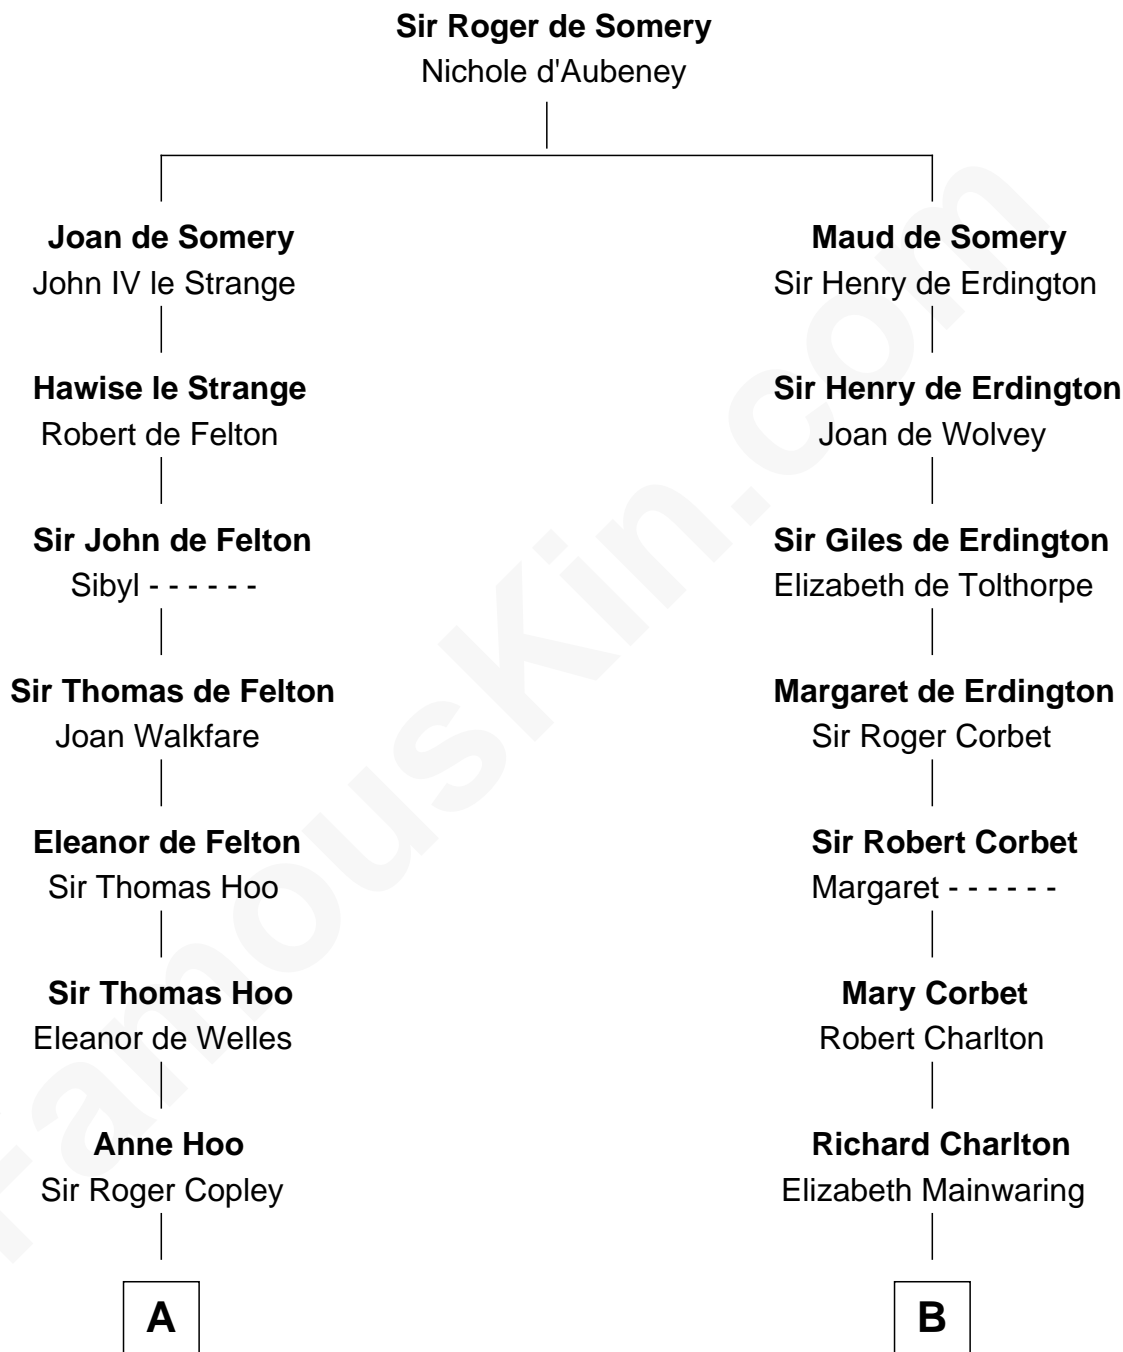 Sir Roger de Somery
Nichole d'Aubeney
Joan de Somery
John IV le Strange
Hawise le Strange
Robert de Felton
Sir John de Felton
Sibyl - - - - - -
Sir Thomas de Felton
Joan Walkfare
Eleanor de Felton
Sir Thomas Hoo
Sir Thomas Hoo
Eleanor de Welles
Anne Hoo
Sir Roger Copley
A
Maud de Somery
Sir Henry de Erdington
Sir Henry de Erdington
Joan de Wolvey
Sir Giles de Erdington
Elizabeth de Tolthorpe
Margaret de Erdington
Sir Roger Corbet
Sir Robert Corbet
Margaret - - - - - -
Mary Corbet
Robert Charlton
Richard Charlton
Elizabeth Mainwaring
B
FamousKin.com